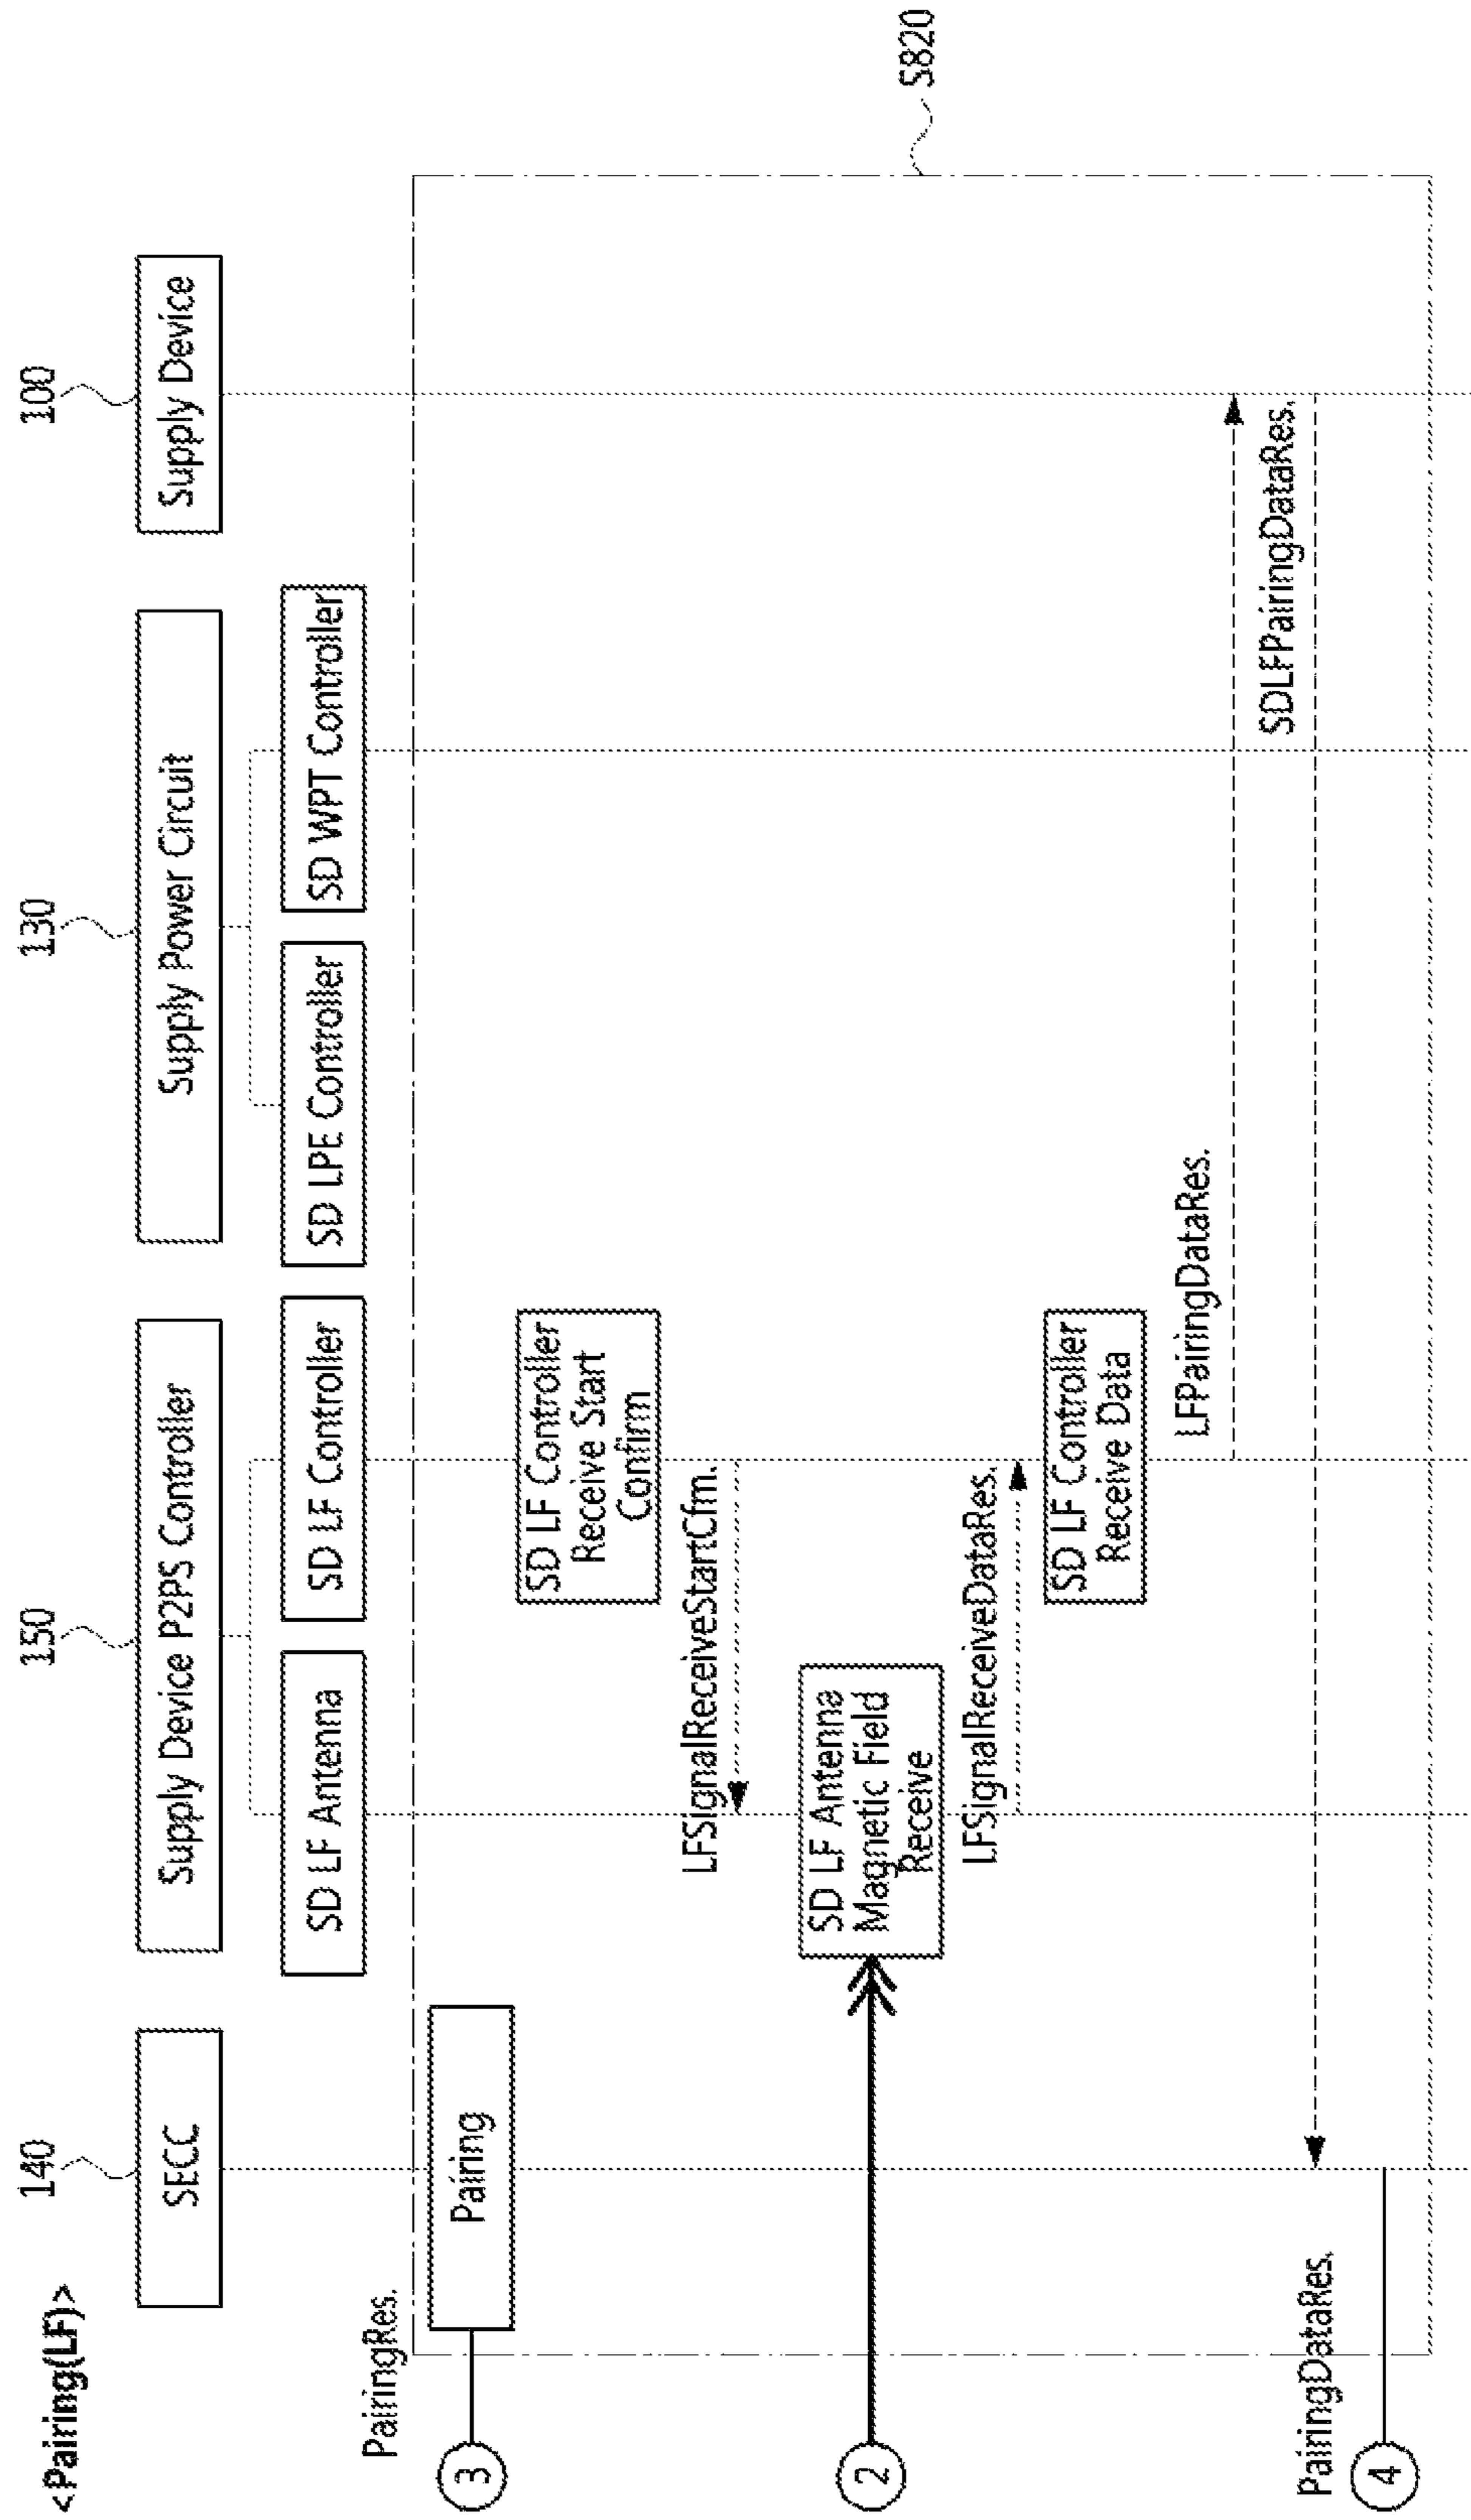 <Pairing(LF)>
140
150
130
100
SECC
Supply Device P2PS Controller
Supply Power Circuit
Supply Device
SD LF Antenna
SD LF Controller
SD LPE Controller
SD WPT Controller
PairingRes.
3
Pairing
SD LF Controller
Receive Start
Confirm
LFSignalReceiveStartCfm.
2
SD LF Antenna
Magnetic Field
Receive
LFSignalReceiveDataRes.
SD LF Controller
Receive Data
LFPairingDataRes.
SDLFPairingDataRes.
PairingDataRes.
4
S820